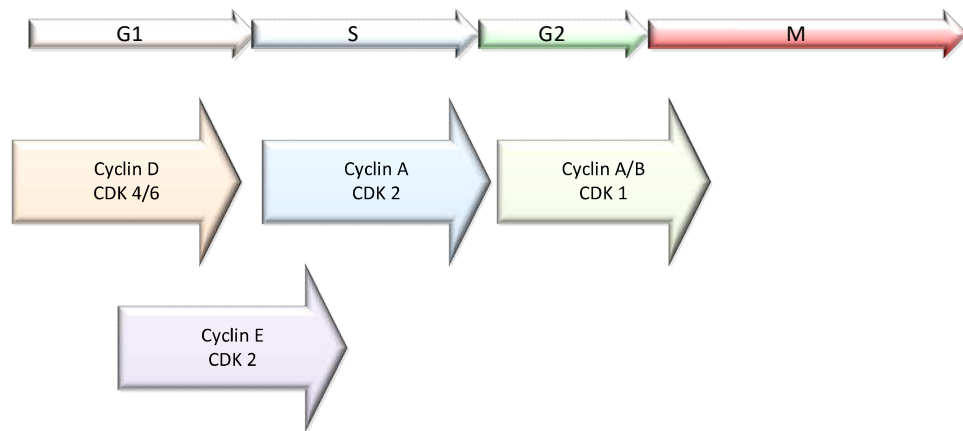 G1
S
G2
M
Cyclin D
CDK 4/6
Cyclin A
CDK 2
Cyclin A/B
CDK 1
Cyclin E
CDK 2